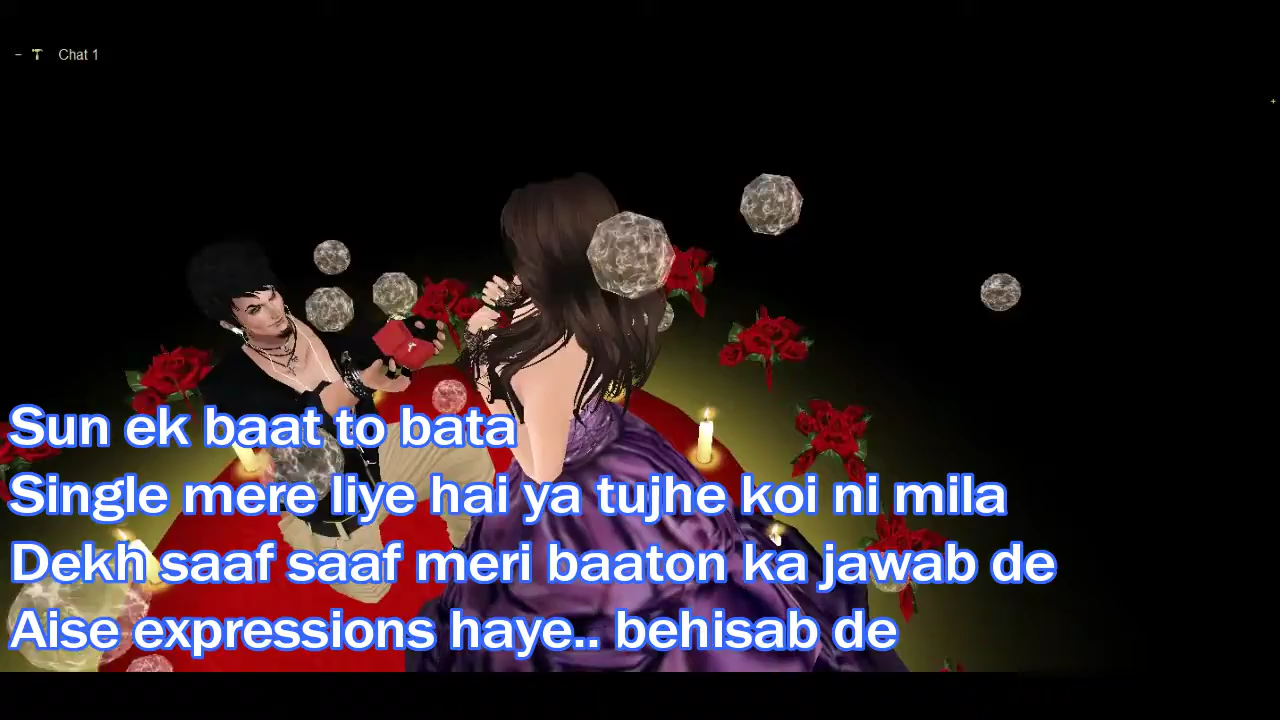 – T Chat 1
Sun ek baat to bata
Single mere liye hai ya tujhe koi ni mila
Dekh saaf saaf meri baaton ka jawab de
Aise expressions haye.. behisab de